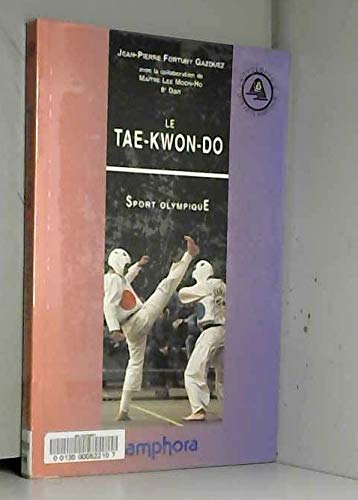 JEAN-PIERRE FORTUNY GAZQUEZ
avec la collaboration de
MAÎTRE LEE MOON-HO
8e DAN
LE
TAE-KWON-DO
SPORT OLYMPIQUE
amphora